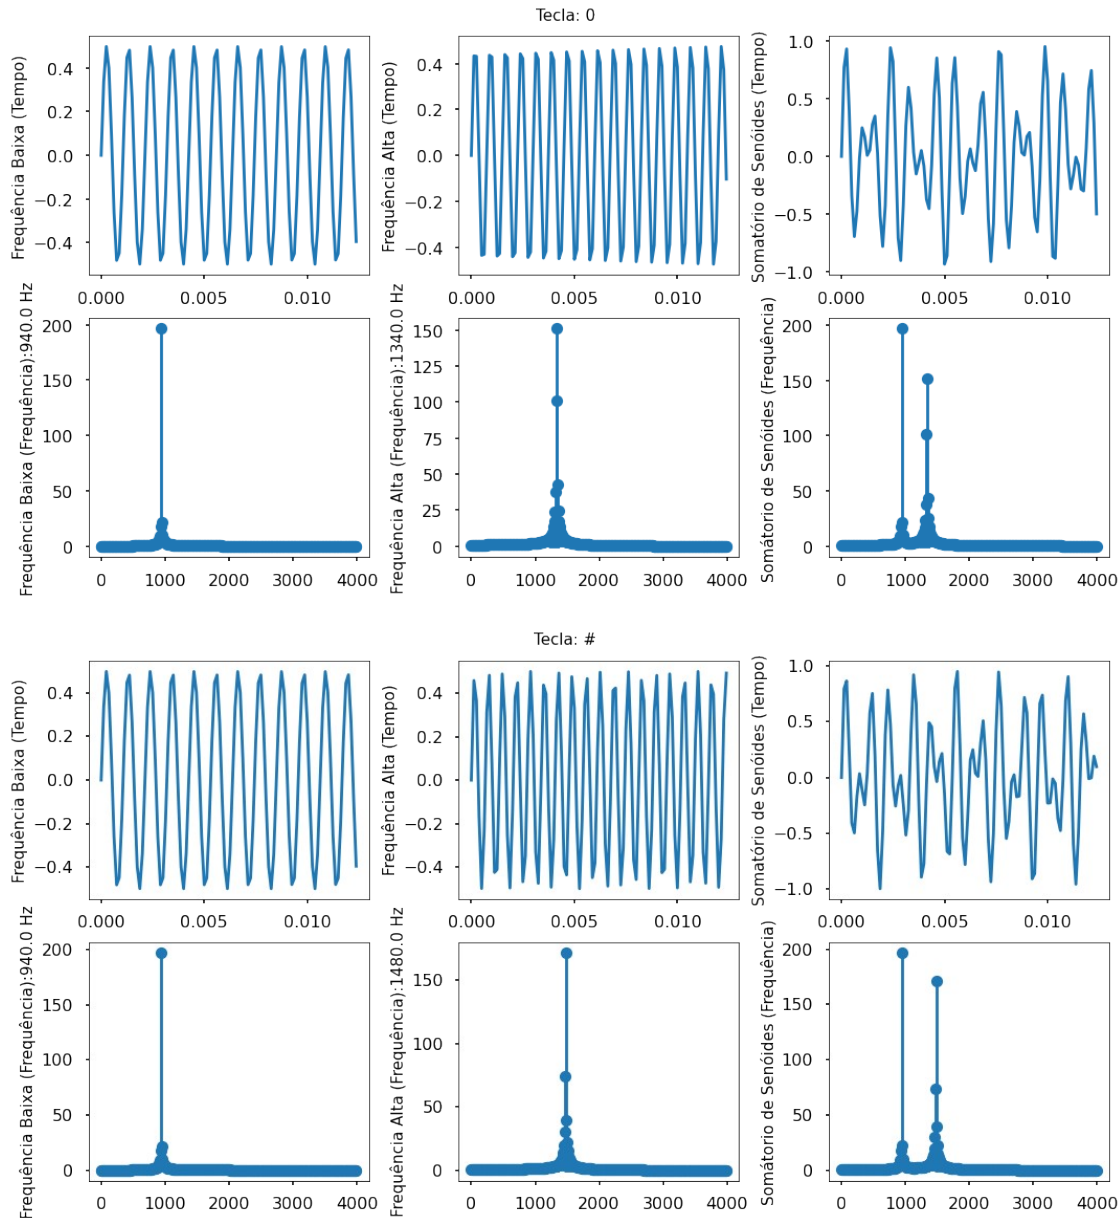 Tecla: 0
Frequência Baixa (Tempo)
0.4
0.2
0.0
−0.2
−0.4
0.000 0.005 0.010
Frequência Alta (Tempo)
0.4
0.2
0.0
−0.2
−0.4
0.000 0.005 0.010
Somatório de Senóides (Tempo)
1.0
0.5
0.0
−0.5
−1.0
0.000 0.005 0.010
Frequência Baixa (Frequência):940.0 Hz
200
150
100
50
0
0 1000 2000 3000 4000
Frequência Alta (Frequência):1340.0 Hz
150
125
100
75
50
25
0
0 1000 2000 3000 4000
Somátório de Senóides (Frequência)
200
150
100
50
0
0 1000 2000 3000 4000
Tecla: #
Frequência Baixa (Tempo)
0.4
0.2
0.0
−0.2
−0.4
0.000 0.005 0.010
Frequência Alta (Tempo)
0.4
0.2
0.0
−0.2
−0.4
0.000 0.005 0.010
Somatório de Senóides (Tempo)
1.0
0.5
0.0
−0.5
−1.0
0.000 0.005 0.010
Frequência Baixa (Frequência):940.0 Hz
200
150
100
50
0
0 1000 2000 3000 4000
Frequência Alta (Frequência):1480.0 Hz
150
100
50
0
0 1000 2000 3000 4000
Somátório de Senóides (Frequência)
200
150
100
50
0
0 1000 2000 3000 4000